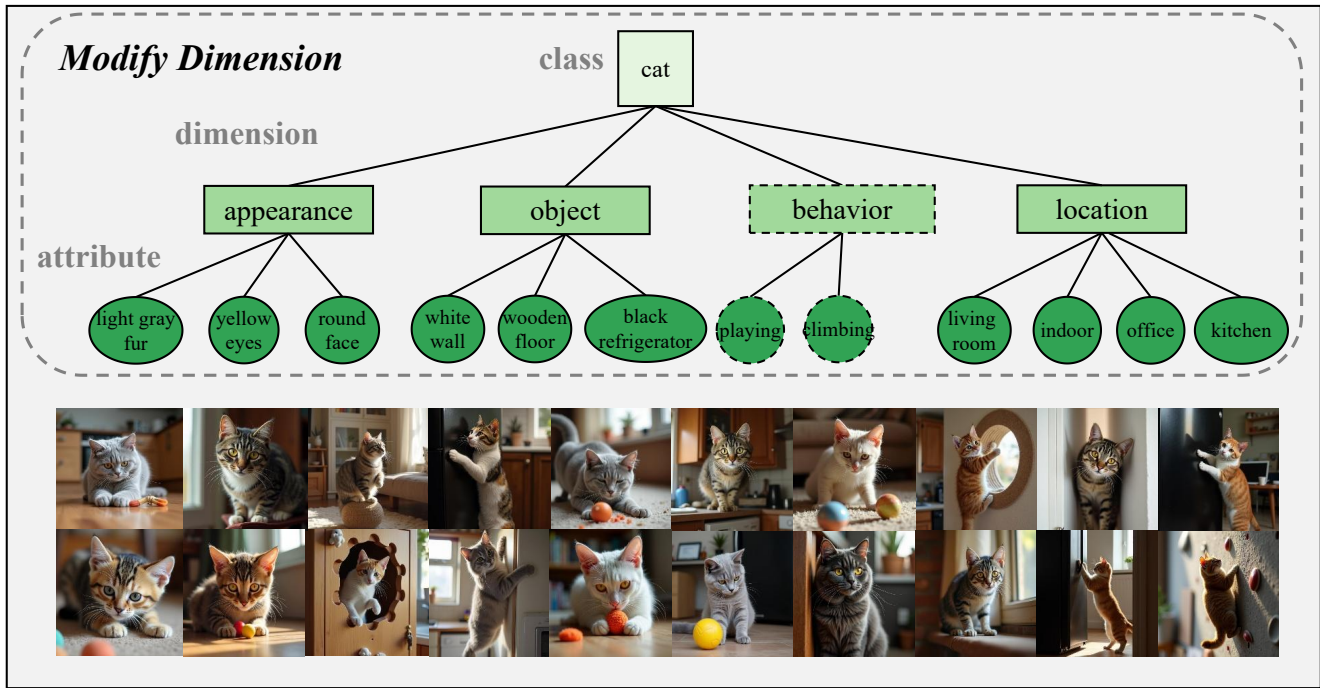 Modify Dimension
class
cat
dimension
appearance
object
behavior
location
attribute
light gray
fur
yellow
eyes
round
face
white
wall
wooden
floor
black
refrigerator
playing
climbing
living
room
indoor
office
kitchen